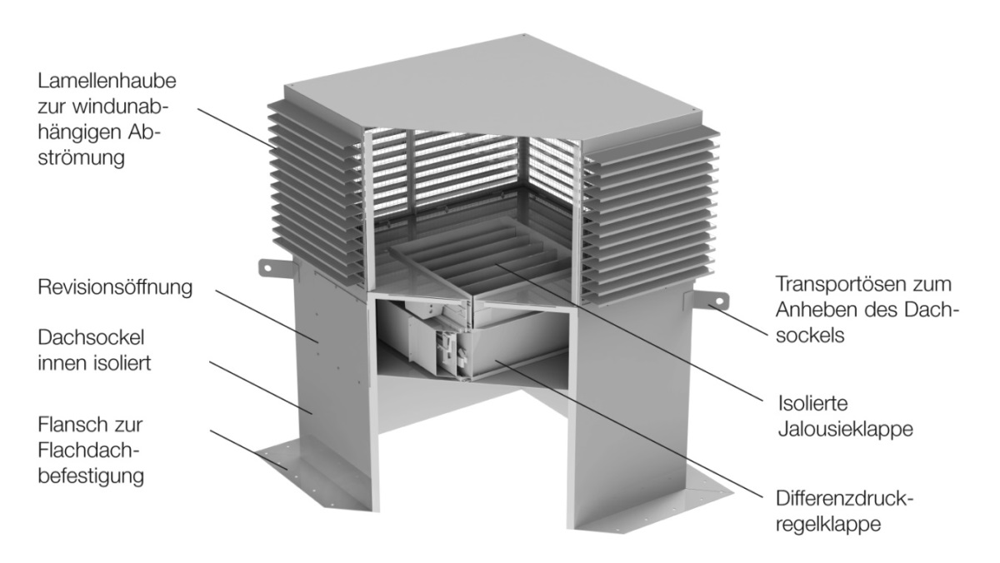 Lamellenhaube
zur windunab-
hängigen Ab-
strömung
Revisionsöffnung
Dachsockel
innen isoliert
Flansch zur
Flachdach-
befestigung
Transportösen zum
Anheben des Dach-
sockels
Isolierte
Jalousieklappe
Differenzdruck-
regelklappe